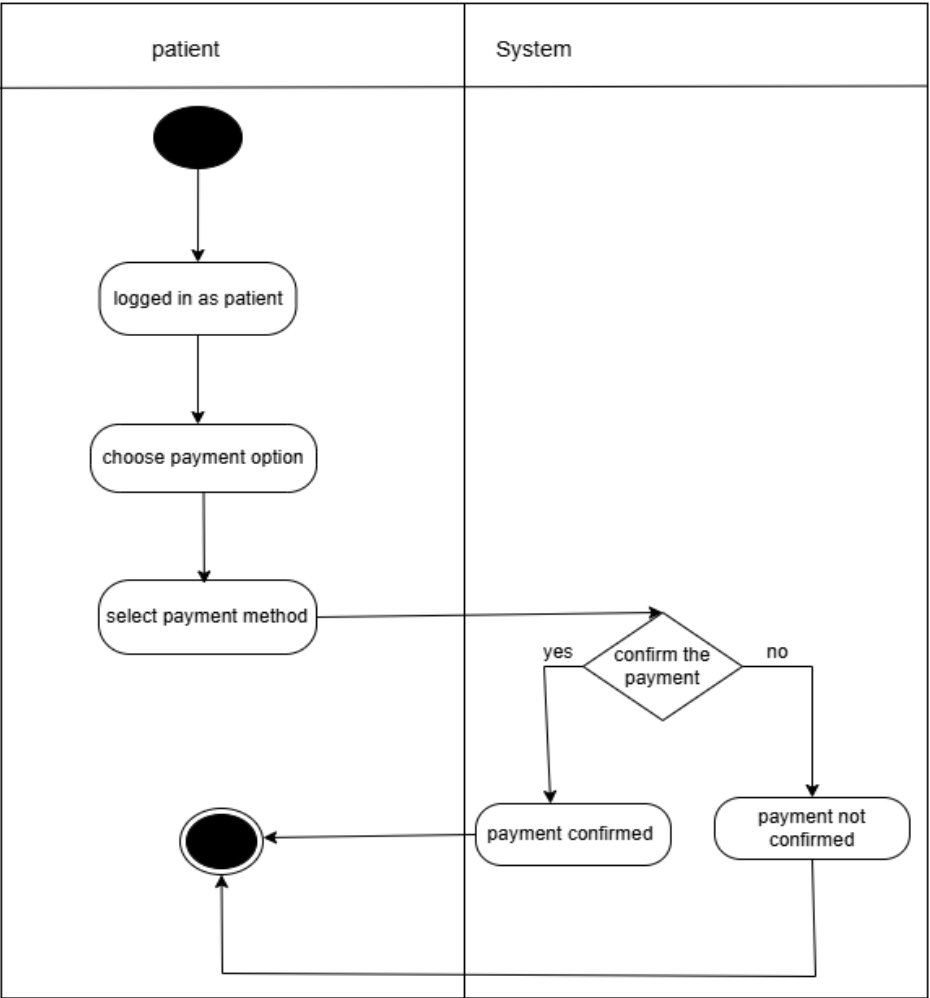 patient
System
logged in as patient
choose payment option
select payment method
yes
confirm the
payment
no
payment confirmed
payment not
confirmed